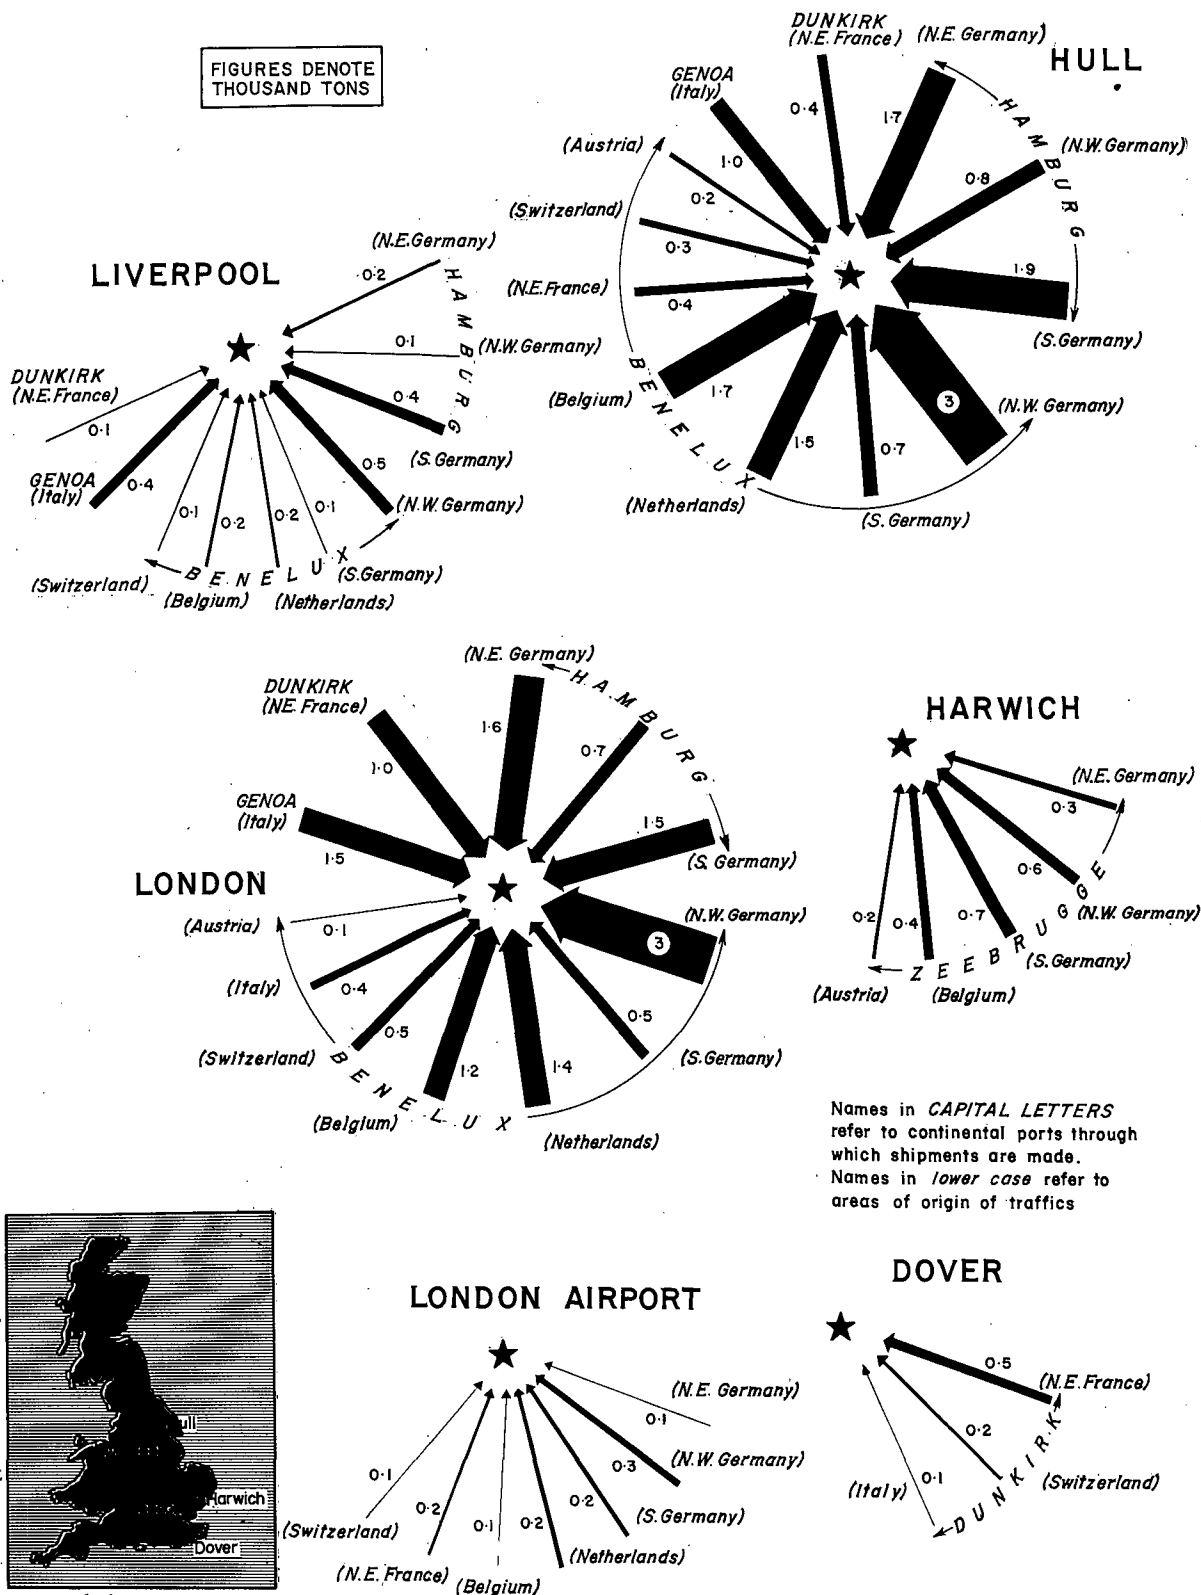 FIGURES DENOTE
THOUSAND TONS
HULL
DUNKIRK
(N.E. France)
0·4
(N.E. Germany)
1·7
HAMBURG
(N.W. Germany)
0·8
1·9
(S. Germany)
GENOA
(Italy)
1·0
(Austria)
0·2
(Switzerland)
0·3
(N.E. France)
0·4
BENELUX
(Belgium)
1·7
(Netherlands)
1·5
(S. Germany)
0·7
(N.W. Germany)
3
LIVERPOOL
(N.E. Germany)
0·2
HAMBURG
(N.W. Germany)
0·1
0·4
(S. Germany)
DUNKIRK
(N.E. France)
0·1
GENOA
(Italy)
0·4
(Switzerland)
0·1
BENELUX
(Belgium)
0·2
(Netherlands)
0·2
(S. Germany)
0·1
(N.W. Germany)
0·5
LONDON
(N.E. Germany)
1·6
HAMBURG
0·7
1·5
(S. Germany)
DUNKIRK
(NE. France)
1·0
GENOA
(Italy)
1·5
(Austria)
0·1
(Italy)
0·4
(Switzerland)
0·5
BENELUX
(Belgium)
1·2
(Netherlands)
1·4
(S. Germany)
0·5
(N.W. Germany)
3
HARWICH
(N.E. Germany)
0·3
0·6
(N.W. Germany)
0·7
(S. Germany)
0·4
(Belgium)
0·2
(Austria)
ZEEBRUGGE
Names in CAPITAL LETTERS
refer to continental ports through
which shipments are made.
Names in lower case refer to
areas of origin of traffics
ull
Harwich
Dover
LONDON AIRPORT
(N.E. Germany)
0·1
(N.W. Germany)
0·3
(S. Germany)
0·2
(Netherlands)
0·2
(Belgium)
0·1
(N.E. France)
0·2
(Switzerland)
0·1
DOVER
0·5
(N.E. France)
0·2
(Switzerland)
0·1
(Italy)
DUNKIRK